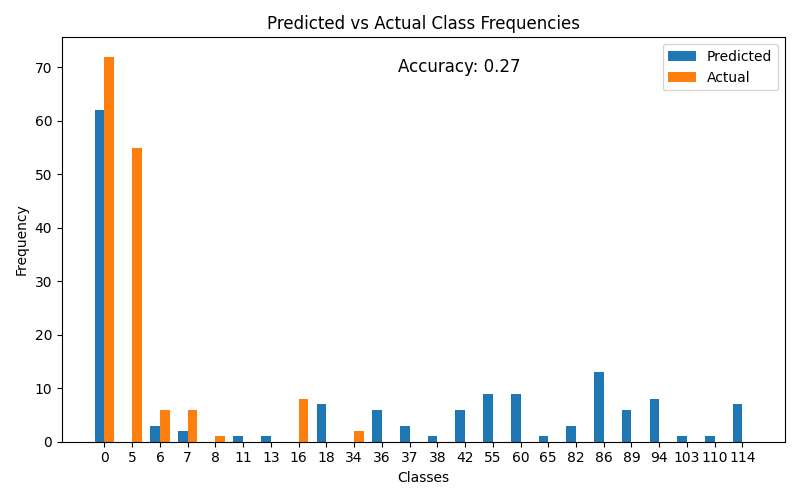 Predicted vs Actual Class Frequencies
Accuracy: 0.27
Predicted
Actual
Frequency
70
60
50
40
30
20
10
0
0 5 6 7 8 11 13 16 18 34 36 37 38 42 55 60 65 82 86 89 94 103 110 114
Classes